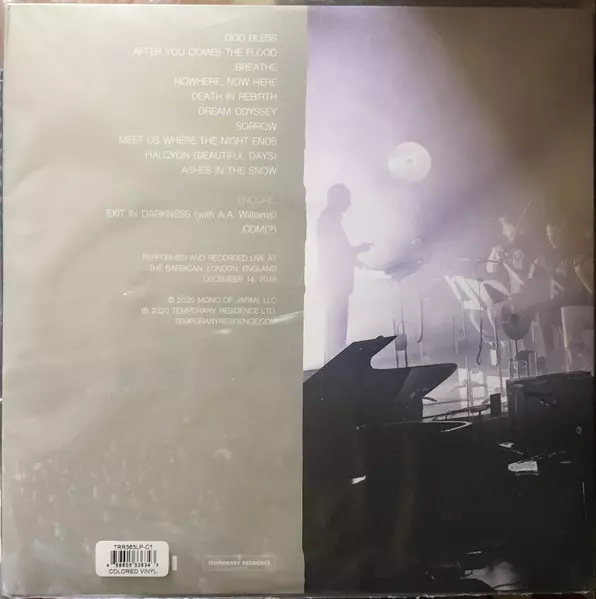 GOD BLESS
AFTER YOU COMES THE FLOOD
BREATHE
NOWHERE, NOW HERE
DEATH IN REBIRTH
DREAM ODYSSEY
SORROW
MEET US WHERE THE NIGHT ENDS
HALCYON (BEAUTIFUL DAYS)
ASHES IN THE SNOW
ENCORE:
EXIT IN DARKNESS (with A.A. Williams)
COM(?)
PERFORMED AND RECORDED LIVE AT
THE BARBICAN, LONDON, ENGLAND
DECEMBER 14,
℗ 2020 MONO OF JAPAN, LLC
© 2020 TEMPORARY RESIDENCE LTD.
TEMPORARYRESIDENCE.COM
TRR363LP-C1
COLORED VINYL
TEMPORARY RESIDENCE